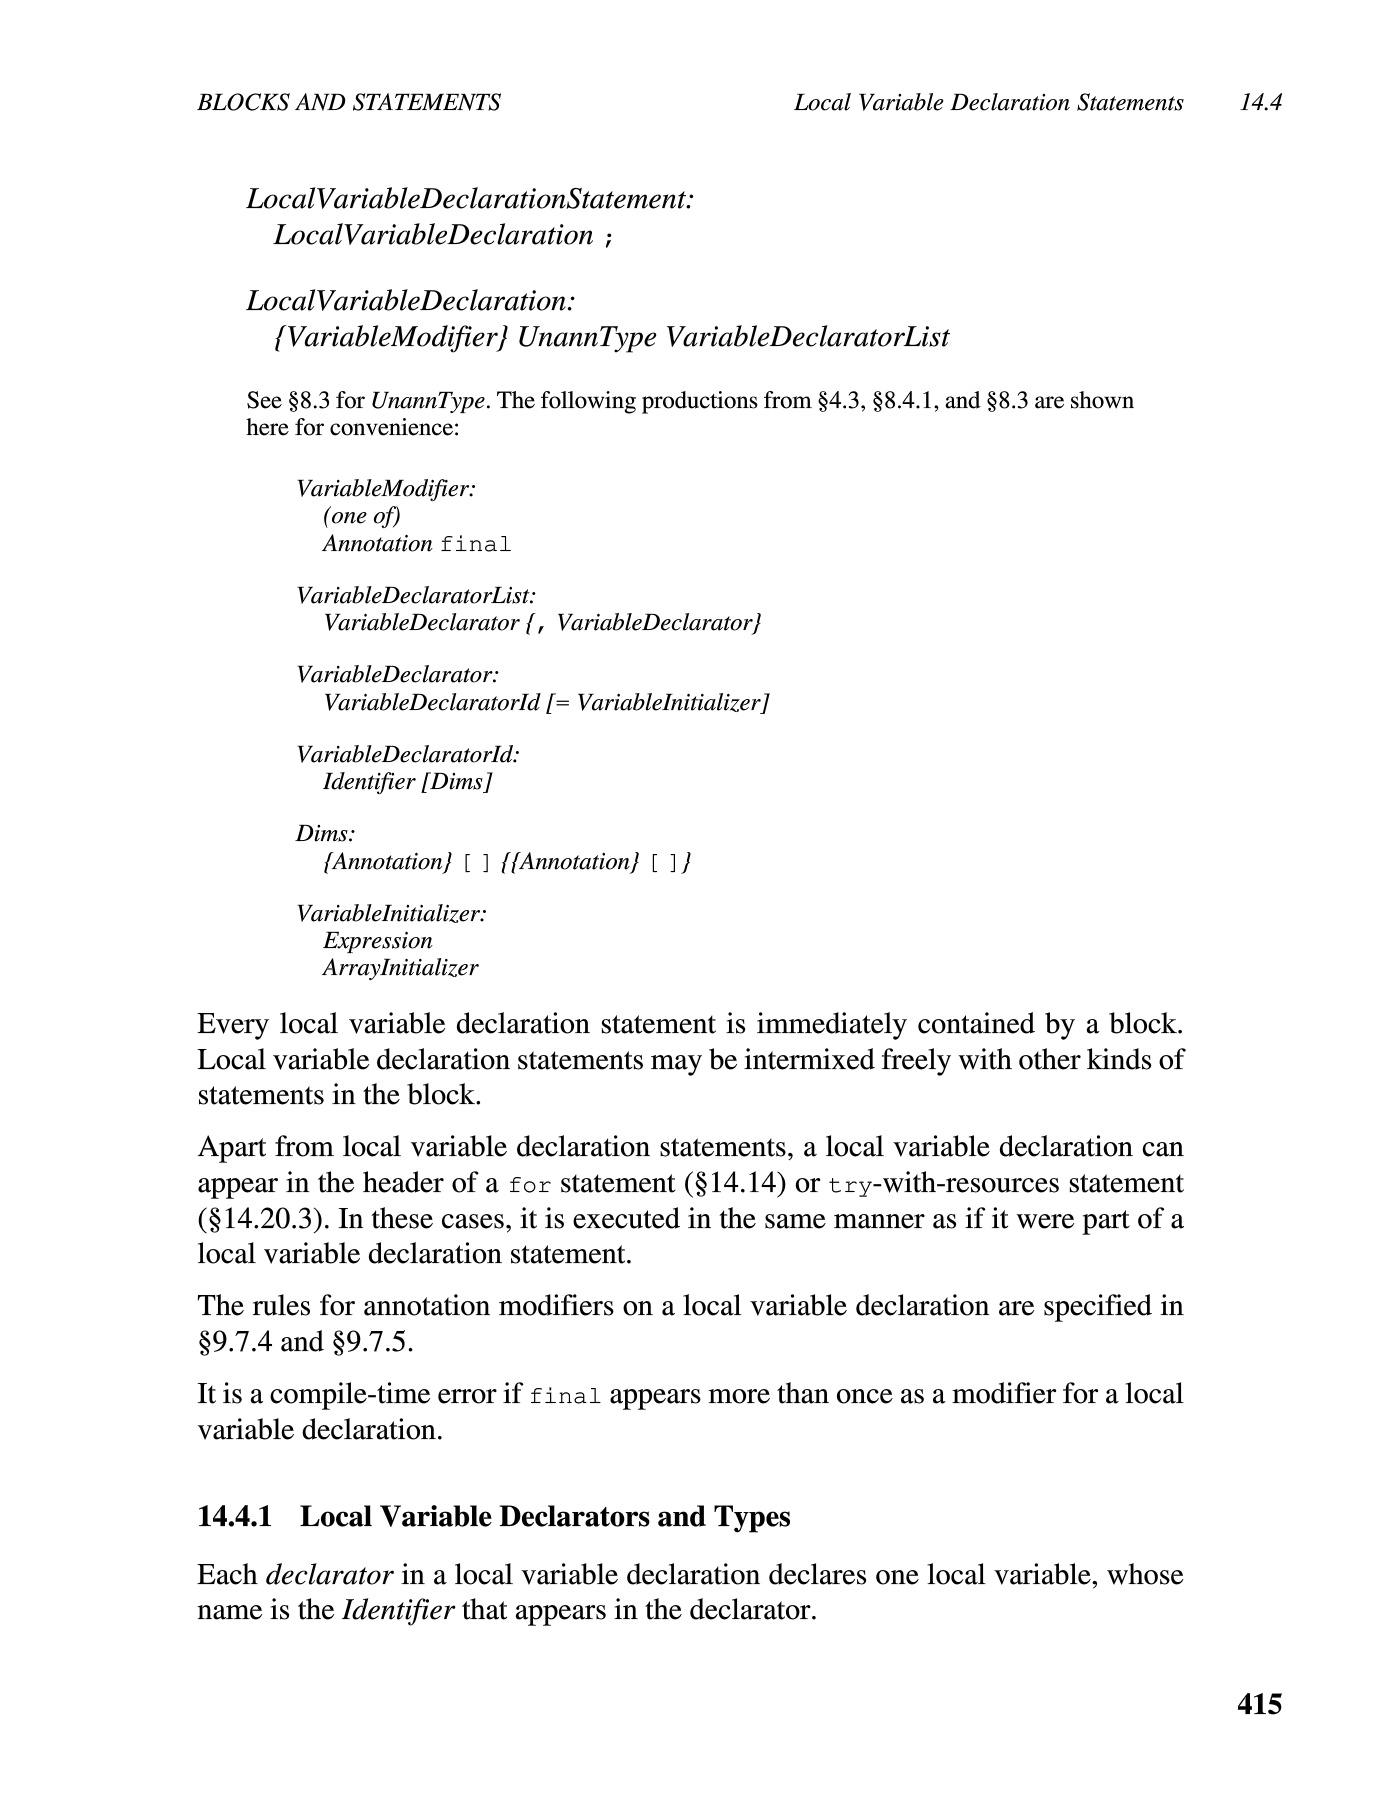 BLOCKS AND STATEMENTS Local Variable Declaration Statements 14.4
LocalVariableDeclarationStatement:
LocalVariableDeclaration ;
LocalVariableDeclaration:
{VariableModifier} UnannType VariableDeclaratorList
See §8.3 for UnannType. The following productions from §4.3, §8.4.1, and §8.3 are shown
here for convenience:
VariableModifier:
(one of)
Annotation final
VariableDeclaratorList:
VariableDeclarator {, VariableDeclarator}
VariableDeclarator:
VariableDeclaratorId [= VariableInitializer]
VariableDeclaratorId:
Identifier [Dims]
Dims:
{Annotation} [ ] {{Annotation} [ ]}
VariableInitializer:
Expression
ArrayInitializer
Every local variable declaration statement is immediately contained by a block.
Local variable declaration statements may be intermixed freely with other kinds of
statements in the block.
Apart from local variable declaration statements, a local variable declaration can
appear in the header of a for statement (§14.14) or try-with-resources statement
(§14.20.3). In these cases, it is executed in the same manner as if it were part of a
local variable declaration statement.
The rules for annotation modifiers on a local variable declaration are specified in
§9.7.4 and §9.7.5.
It is a compile-time error if final appears more than once as a modifier for a local
variable declaration.
14.4.1 Local Variable Declarators and Types
Each declarator in a local variable declaration declares one local variable, whose
name is the Identifier that appears in the declarator.
415